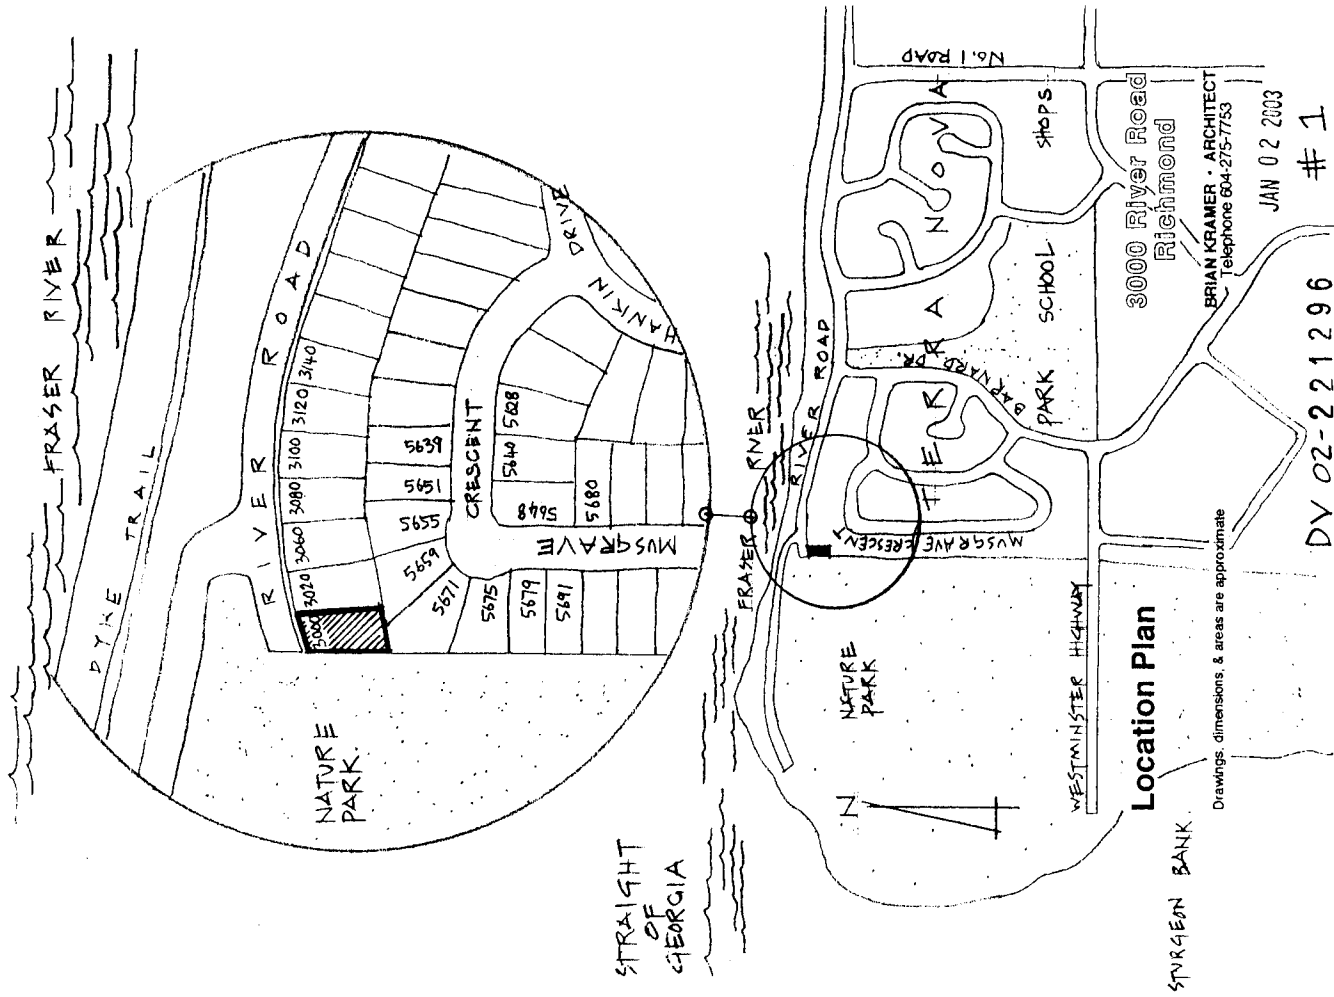 FRASER RIVER
FRASER RIVER
DYKE TRAIL
RIVER ROAD
3000
3020
3060
3080
3100
3120
3140
NATURE
PARK
5659
5595
5651
5639
CRESCENT
5671
5675
5679
5691
5648
5640
5628
5680
MUSGRAVE
HANKIN DRIVE
STRAIGHT
OF
GEORGIA
FRASER RIVER
RIVER ROAD
No. 1 ROAD
MUSGRAVE CRESCENT
TERRA NOVA
BARNARD DR.
PARK SCHOOL
SHOPS
NATURE
PARK
N
WESTMINSTER HIGHWAY
STURGEON BANK
Location Plan
Drawings, dimensions, & areas are approximate
3000 River Road
Richmond
BRIAN KRAMER • ARCHITECT
Telephone 604-275-7753
JAN 02 2003
# 1
DV 02-221296